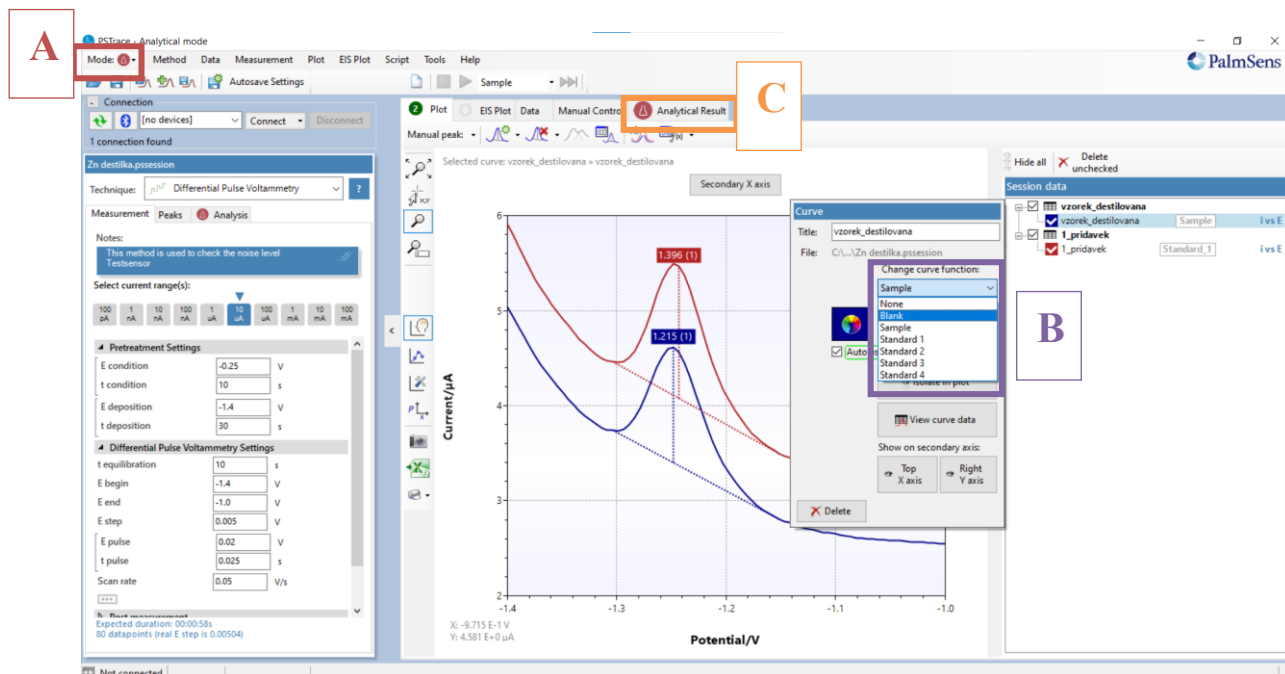 A
PSTrace - Analytical mode
Mode: Method Data Measurement Plot EIS Plot Script Tools Help
PalmSens
Autosave Settings
Sample
Connection
[no devices] Connect Disconnect
1 connection found
Zn destilka.pssession
Technique: Differential Pulse Voltammetry ?
Measurement Peaks Analysis
Notes:
This method is used to check the noise level
Testsensor
Select current range(s):
100 pA 1 nA 10 nA 100 nA 1 uA 10 uA 100 uA 1 mA 10 mA 100 mA
Pretreatment Settings
E condition -0.25 V
t condition 10 s
E deposition -1.4 V
t deposition 30 s
Differential Pulse Voltammetry Settings
t equilibration 10 s
E begin -1.4 V
E end -1.0 V
E step 0.005 V
E pulse 0.02 V
t pulse 0.025 s
Scan rate 0.05 V/s
Post measurement
Expected duration: 00:00:58s
80 datapoints (real E step is 0.00504)
Not connected
2 Plot EIS Plot Data Manual Contro Analytical Result
C
Manual peak:
Selected curve: vzorek_destilovana » vzorek_destilovana
Secondary X axis
1.396 (1)
1.215 (1)
6
5
4
3
2
Current/µA
-1.4 -1.3 -1.2 -1.1 -1.0
Potential/V
X: -9.715 E-1 V
Y: 4.581 E+0 µA
Curve
Title: vzorek_destilovana
File: C:\...\Zn destilka.pssession
Change curve function:
Sample
None
Blank
Sample
Standard 1
Standard 2
Standard 3
Standard 4
B
Isolate in plot
View curve data
Show on secondary axis:
Top X axis
Right Y axis
Delete
Hide all
Delete unchecked
Session data
vzorek_destilovana
vzorek_destilovana Sample i vs E
1_pridavek
1_pridavek Standard_1 i vs E